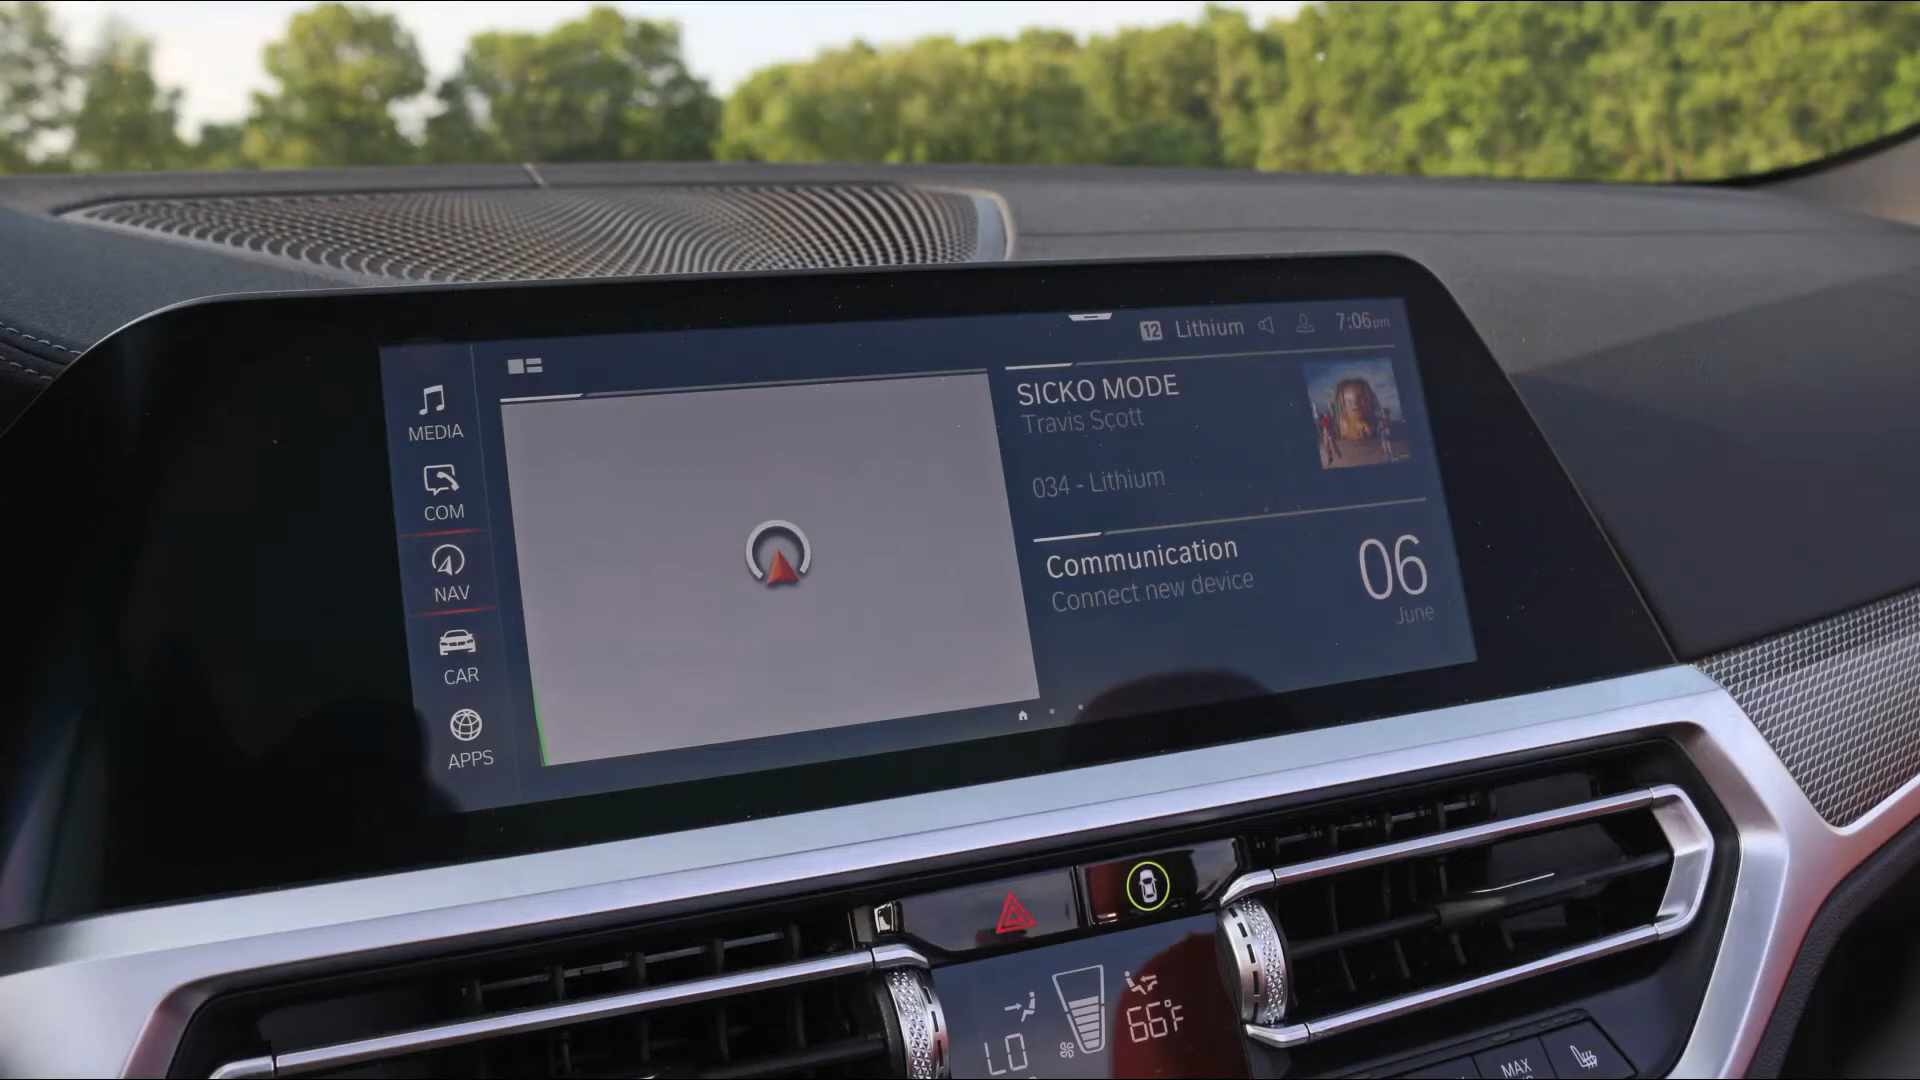 12 Lithium 7:06pm
MEDIA
COM
NAV
CAR
APPS
SICKO MODE
Travis Scott
034 - Lithium
Communication
Connect new device
06
June
LO
66°F
MAX